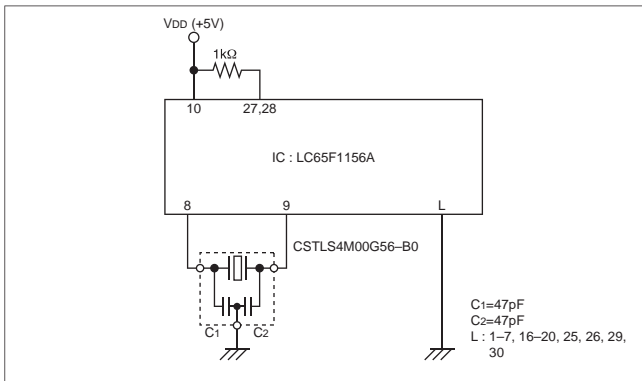 VDD (+5V)
1kΩ
10
27,28
IC : LC65F1156A
8
9
L
CSTLS4M00G56–B0
C1
C2
C1=47pF
C2=47pF
L : 1–7, 16–20, 25, 26, 29,
30